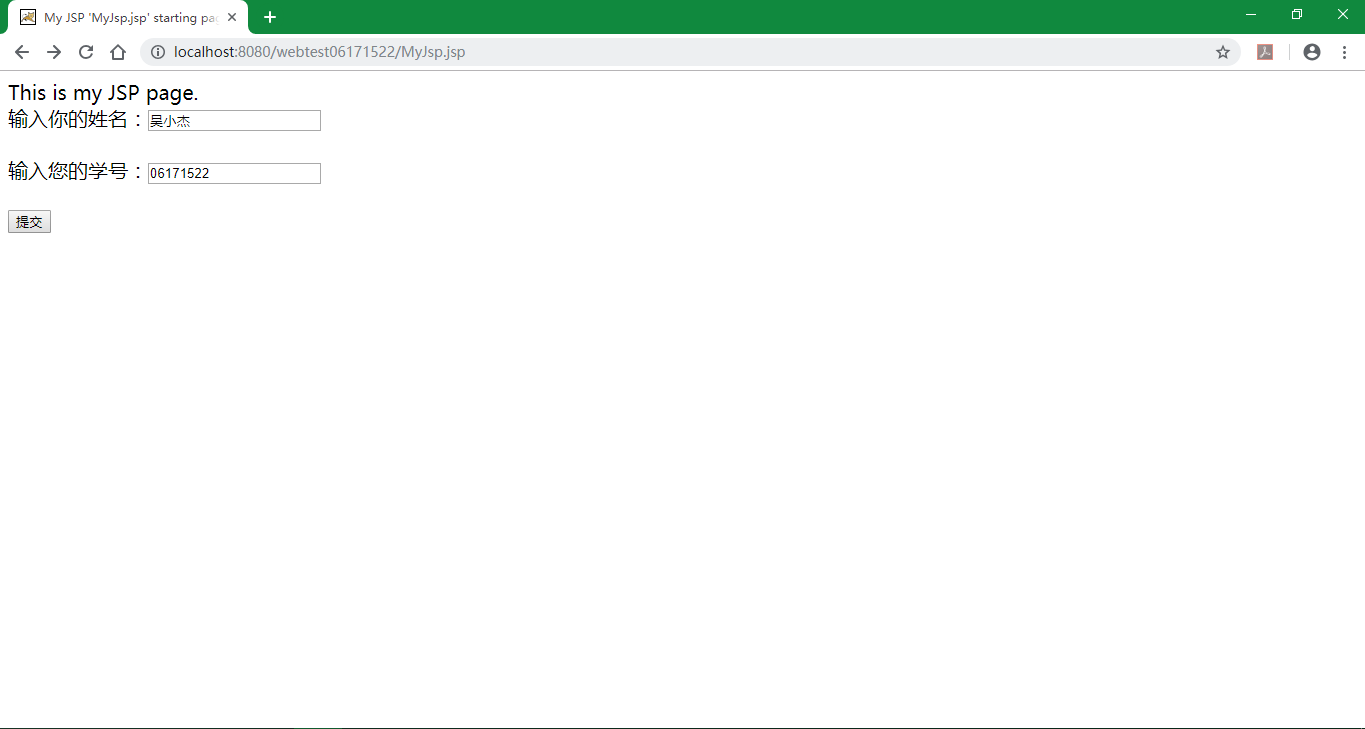 My JSP 'MyJsp.jsp' starting pa
localhost:8080/webtest06171522/MyJsp.jsp
This is my JSP page.
输入你的姓名：吴小杰
输入您的学号：06171522
提交